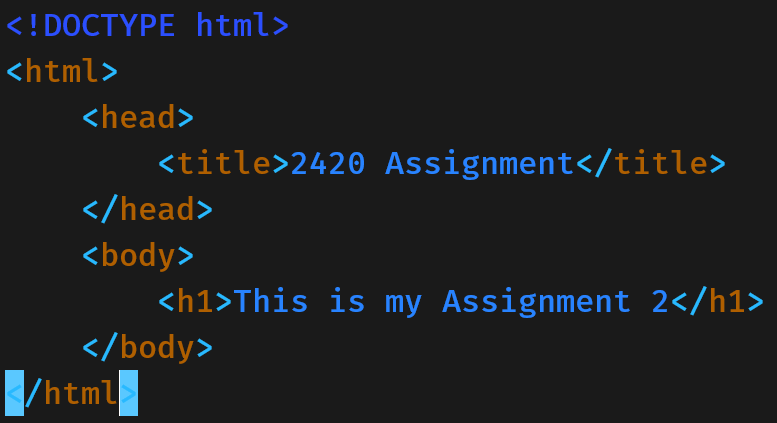 <!DOCTYPE html>
<html>
    <head>
        <title>2420 Assignment</title>
    </head>
    <body>
        <h1>This is my Assignment 2</h1>
    </body>
</html>